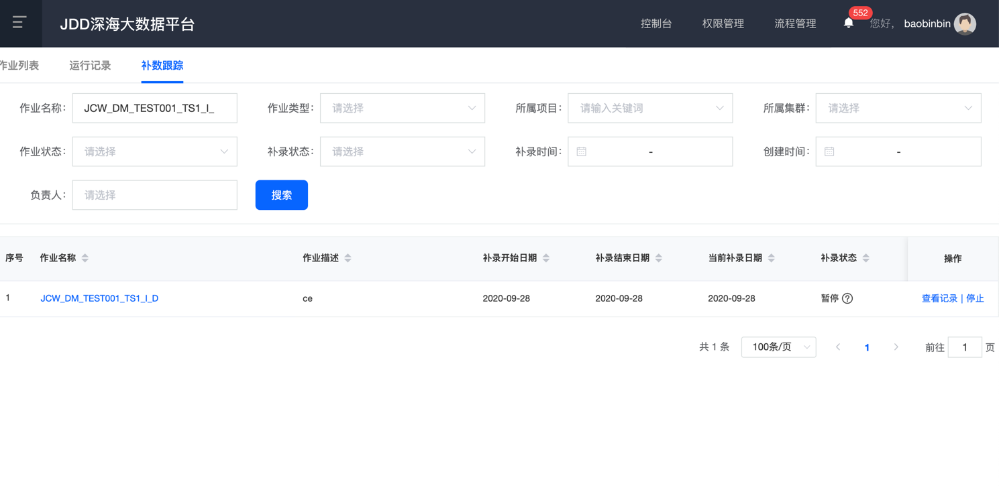 JDD深海大数据平台 控制台 权限管理 流程管理 552 您好, baobinbin
作业列表 运行记录 补数跟踪
作业名称: JCW_DM_TEST001_TS1_I_ 作业类型: 请选择 所属项目: 请输入关键词 所属集群: 请选择
作业状态: 请选择 补录状态: 请选择 补录时间: - 创建时间: -
负责人: 请选择 搜索
序号 作业名称 作业描述 补录开始日期 补录结束日期 当前补录日期 补录状态 操作
1 JCW_DM_TEST001_TS1_I_D ce 2020-09-28 2020-09-28 2020-09-28 暂停 ? 查看记录 | 停止
共 1 条 100条/页 1 前往 1 页